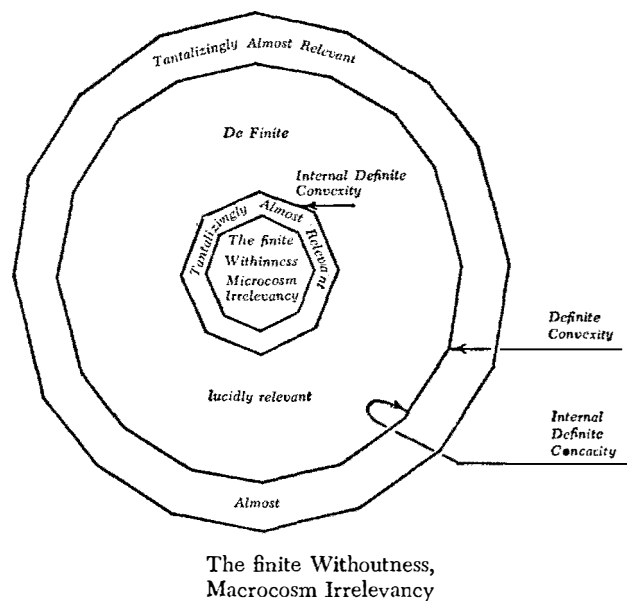 Tantalizingly Almost Relevant
De Finite
Internal Definite
Convexity
Tantalizingly Almost Relevant
The finite
Withinness
Microcosm
Irrelevancy
Definite
Convexity
lucidly relevant
Internal
Definite
Concavity
Almost
The finite Withoutness,
Macrocosm Irrelevancy